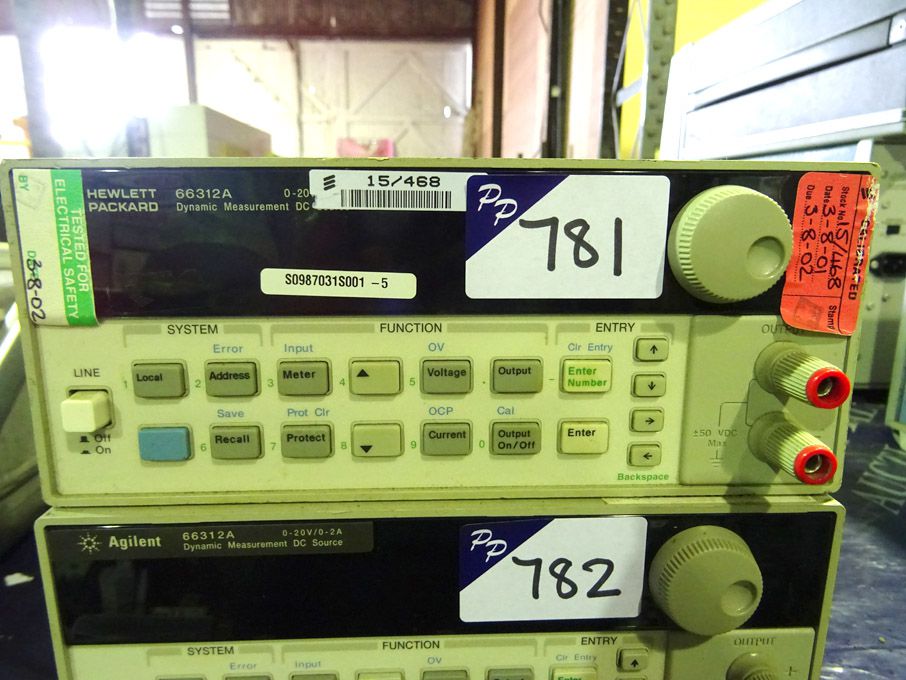 BY
TESTED FOR
ELECTRICAL SAFETY
3-8-02
HEWLETT
PACKARD
66312A
0-20
Dynamic Measurement DC Source
15/468
S0987031S001 -5
PP
781
CALIBRATED
Stock No. 15/468
Date 3-8-01
Due 3-8-02
Stamp
SYSTEM
FUNCTION
ENTRY
OUTPUT
LINE
Off
On
Error
Input
OV
Clr Entry
1 Local
2 Address
3 Meter
4
5 Voltage
. Output
- Enter Number
Save
Prot Clr
OCP
Cal
6 Recall
7 Protect
8
9 Current
0 Output On/Off
Enter
Backspace
±50 VDC
Max
Agilent
66312A
0-20V/0-2A
Dynamic Measurement DC Source
PP
782
SYSTEM
FUNCTION
ENTRY
OUTPUT
Error
Input
OV
Clr Entry